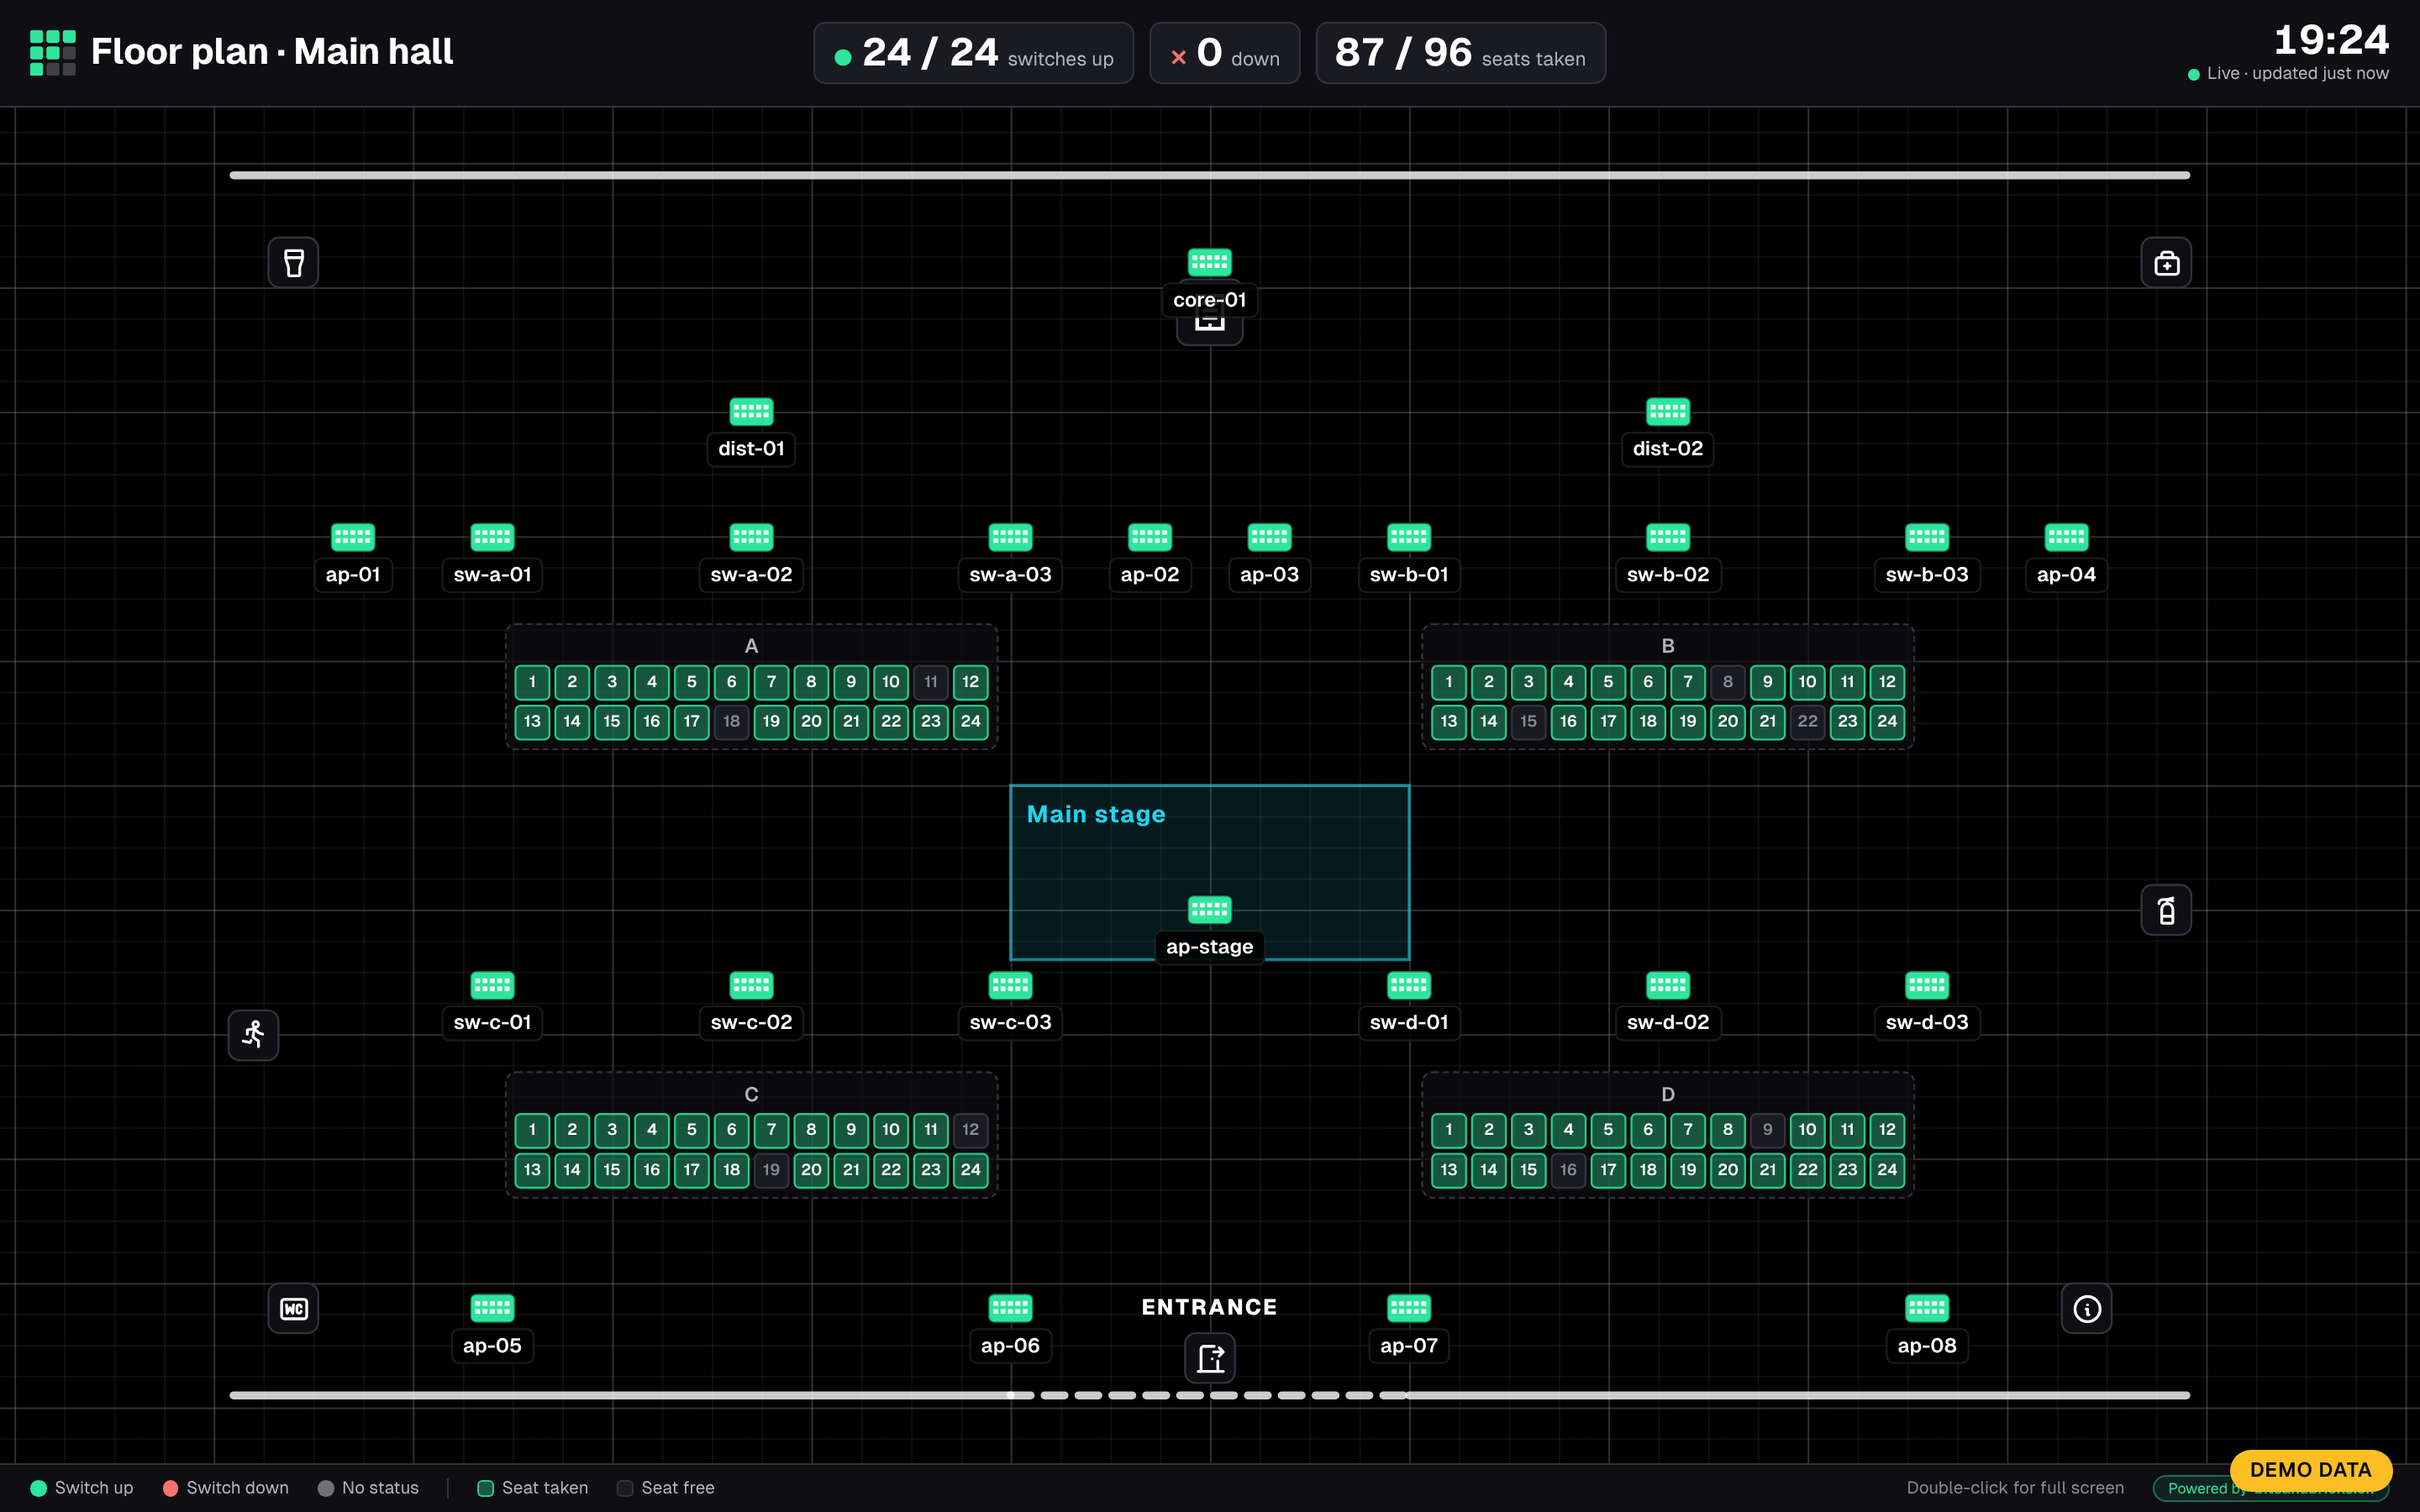 Floor plan · Main hall
24 / 24 switches up
0 down
87 / 96 seats taken
19:24
Live · updated just now
core-01
dist-01
dist-02
ap-01
sw-a-01
sw-a-02
sw-a-03
ap-02
ap-03
sw-b-01
sw-b-02
sw-b-03
ap-04
A
1 2 3 4 5 6 7 8 9 10 11 12
13 14 15 16 17 18 19 20 21 22 23 24
B
1 2 3 4 5 6 7 8 9 10 11 12
13 14 15 16 17 18 19 20 21 22 23 24
Main stage
ap-stage
sw-c-01
sw-c-02
sw-c-03
sw-d-01
sw-d-02
sw-d-03
C
1 2 3 4 5 6 7 8 9 10 11 12
13 14 15 16 17 18 19 20 21 22 23 24
D
1 2 3 4 5 6 7 8 9 10 11 12
13 14 15 16 17 18 19 20 21 22 23 24
WC
ap-05
ap-06
ENTRANCE
ap-07
ap-08
Switch up
Switch down
No status
Seat taken
Seat free
Double-click for full screen
Powered by
DEMO DATA